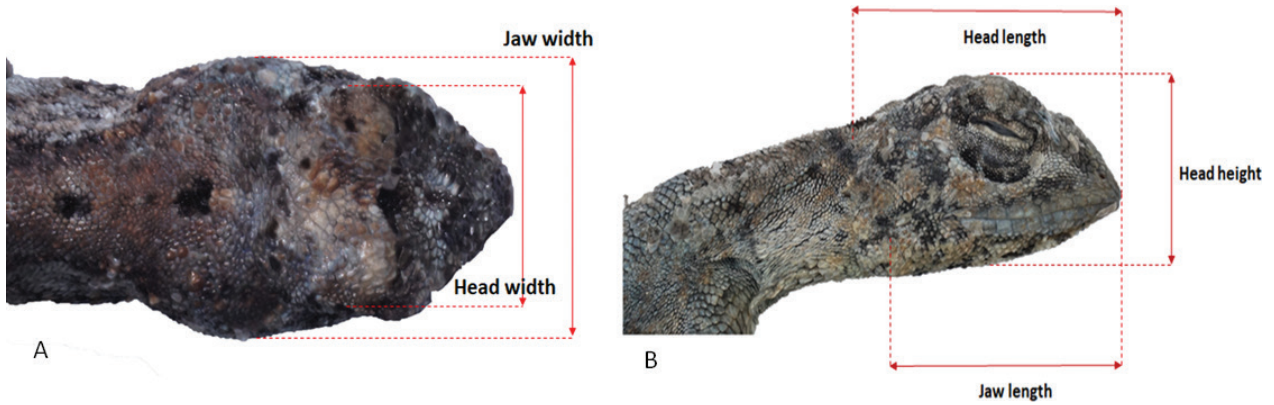 Jaw width
Head width
A
Head length
Head height
B
Jaw length